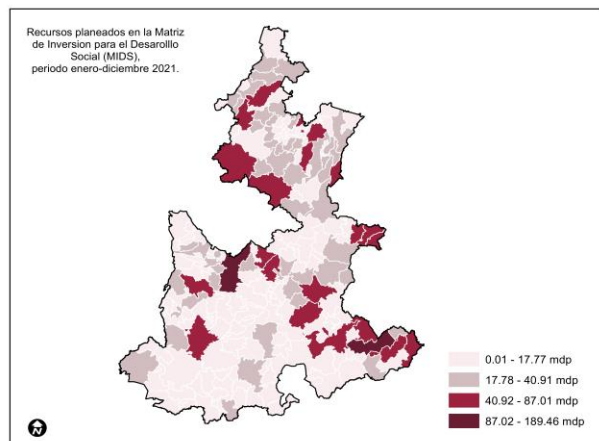 Recursos planeados en la Matriz
de Inversion para el Desarolllo
Social (MIDS),
periodo enero-diciembre 2021.
0.01 - 17.77 mdp
17.78 - 40.91 mdp
40.92 - 87.01 mdp
87.02 - 189.46 mdp
N